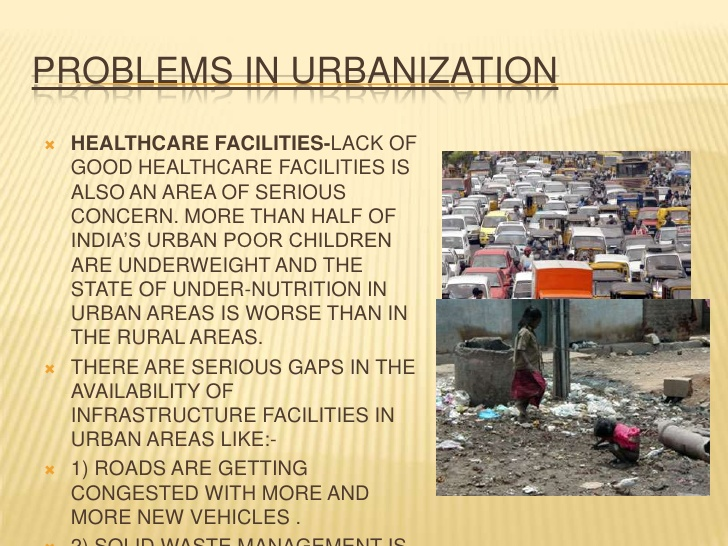 PROBLEMS IN URBANIZATION
HEALTHCARE FACILITIES-LACK OF
GOOD HEALTHCARE FACILITIES IS
ALSO AN AREA OF SERIOUS
CONCERN. MORE THAN HALF OF
INDIA'S URBAN POOR CHILDREN
ARE UNDERWEIGHT AND THE
STATE OF UNDER-NUTRITION IN
URBAN AREAS IS WORSE THAN IN
THE RURAL AREAS.
THERE ARE SERIOUS GAPS IN THE
AVAILABILITY OF
INFRASTRUCTURE FACILITIES IN
URBAN AREAS LIKE:-
1) ROADS ARE GETTING
CONGESTED WITH MORE AND
MORE NEW VEHICLES .
2) SOLID WASTE MANAGEMENT IS